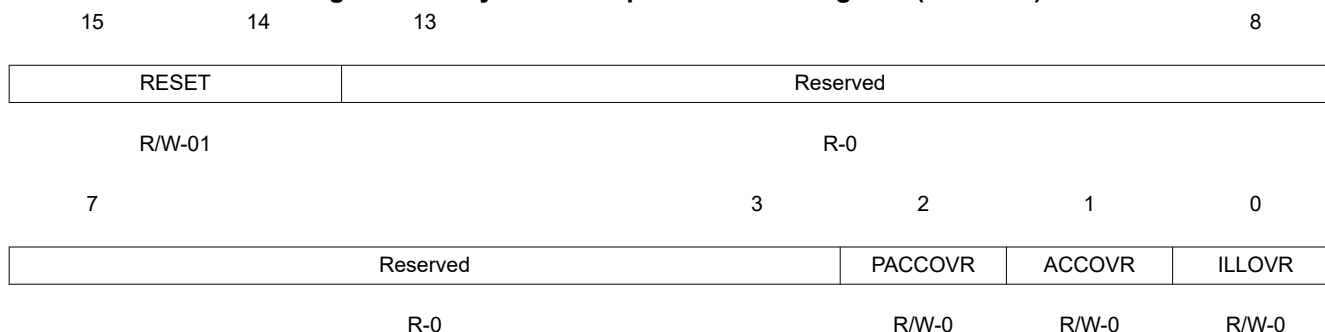 15 14 13 8
RESET Reserved
R/W-01 R-0
7 3 2 1 0
Reserved PACCOVR ACCOVR ILLOVR
R-0 R/W-0 R/W-0 R/W-0